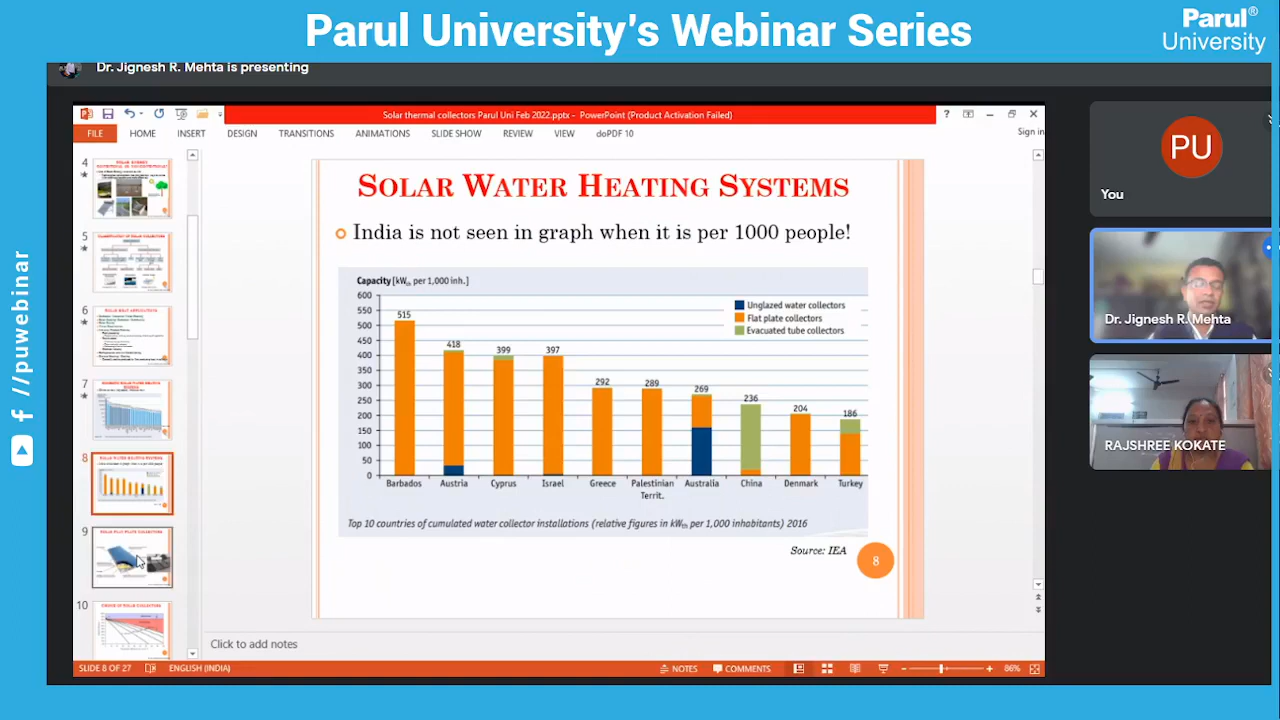 Parul University's Webinar Series
Parul®
University
f //puwebinar
Dr. Jignesh R. Mehta is presenting
Solar thermal collectors Parul Uni Feb 2022.pptx - PowerPoint (Product Activation Failed)
FILE HOME INSERT DESIGN TRANSITIONS ANIMATIONS SLIDE SHOW REVIEW VIEW doPDF 10
Sign in
4
5
6
7
8
9
10
SOLAR WATER HEATING SYSTEMS
India is not seen in graph when it is per 1000 people!
Capacity [kWth per 1,000 inh.]
600
550
500
450
400
350
300
250
200
150
100
50
0
Unglazed water collectors
Flat plate collectors
Evacuated tube collectors
515 418 399 397 292 289 269 236 204 186
Barbados Austria Cyprus Israel Greece Palestinian Territ. Australia China Denmark Turkey
Top 10 countries of cumulated water collector installations (relative figures in kWth per 1,000 inhabitants) 2016
Source: IEA
8
Click to add notes
SLIDE 8 OF 27 ENGLISH (INDIA) NOTES COMMENTS 86%
PU
You
Dr. Jignesh R. Mehta
RAJSHREE KOKATE